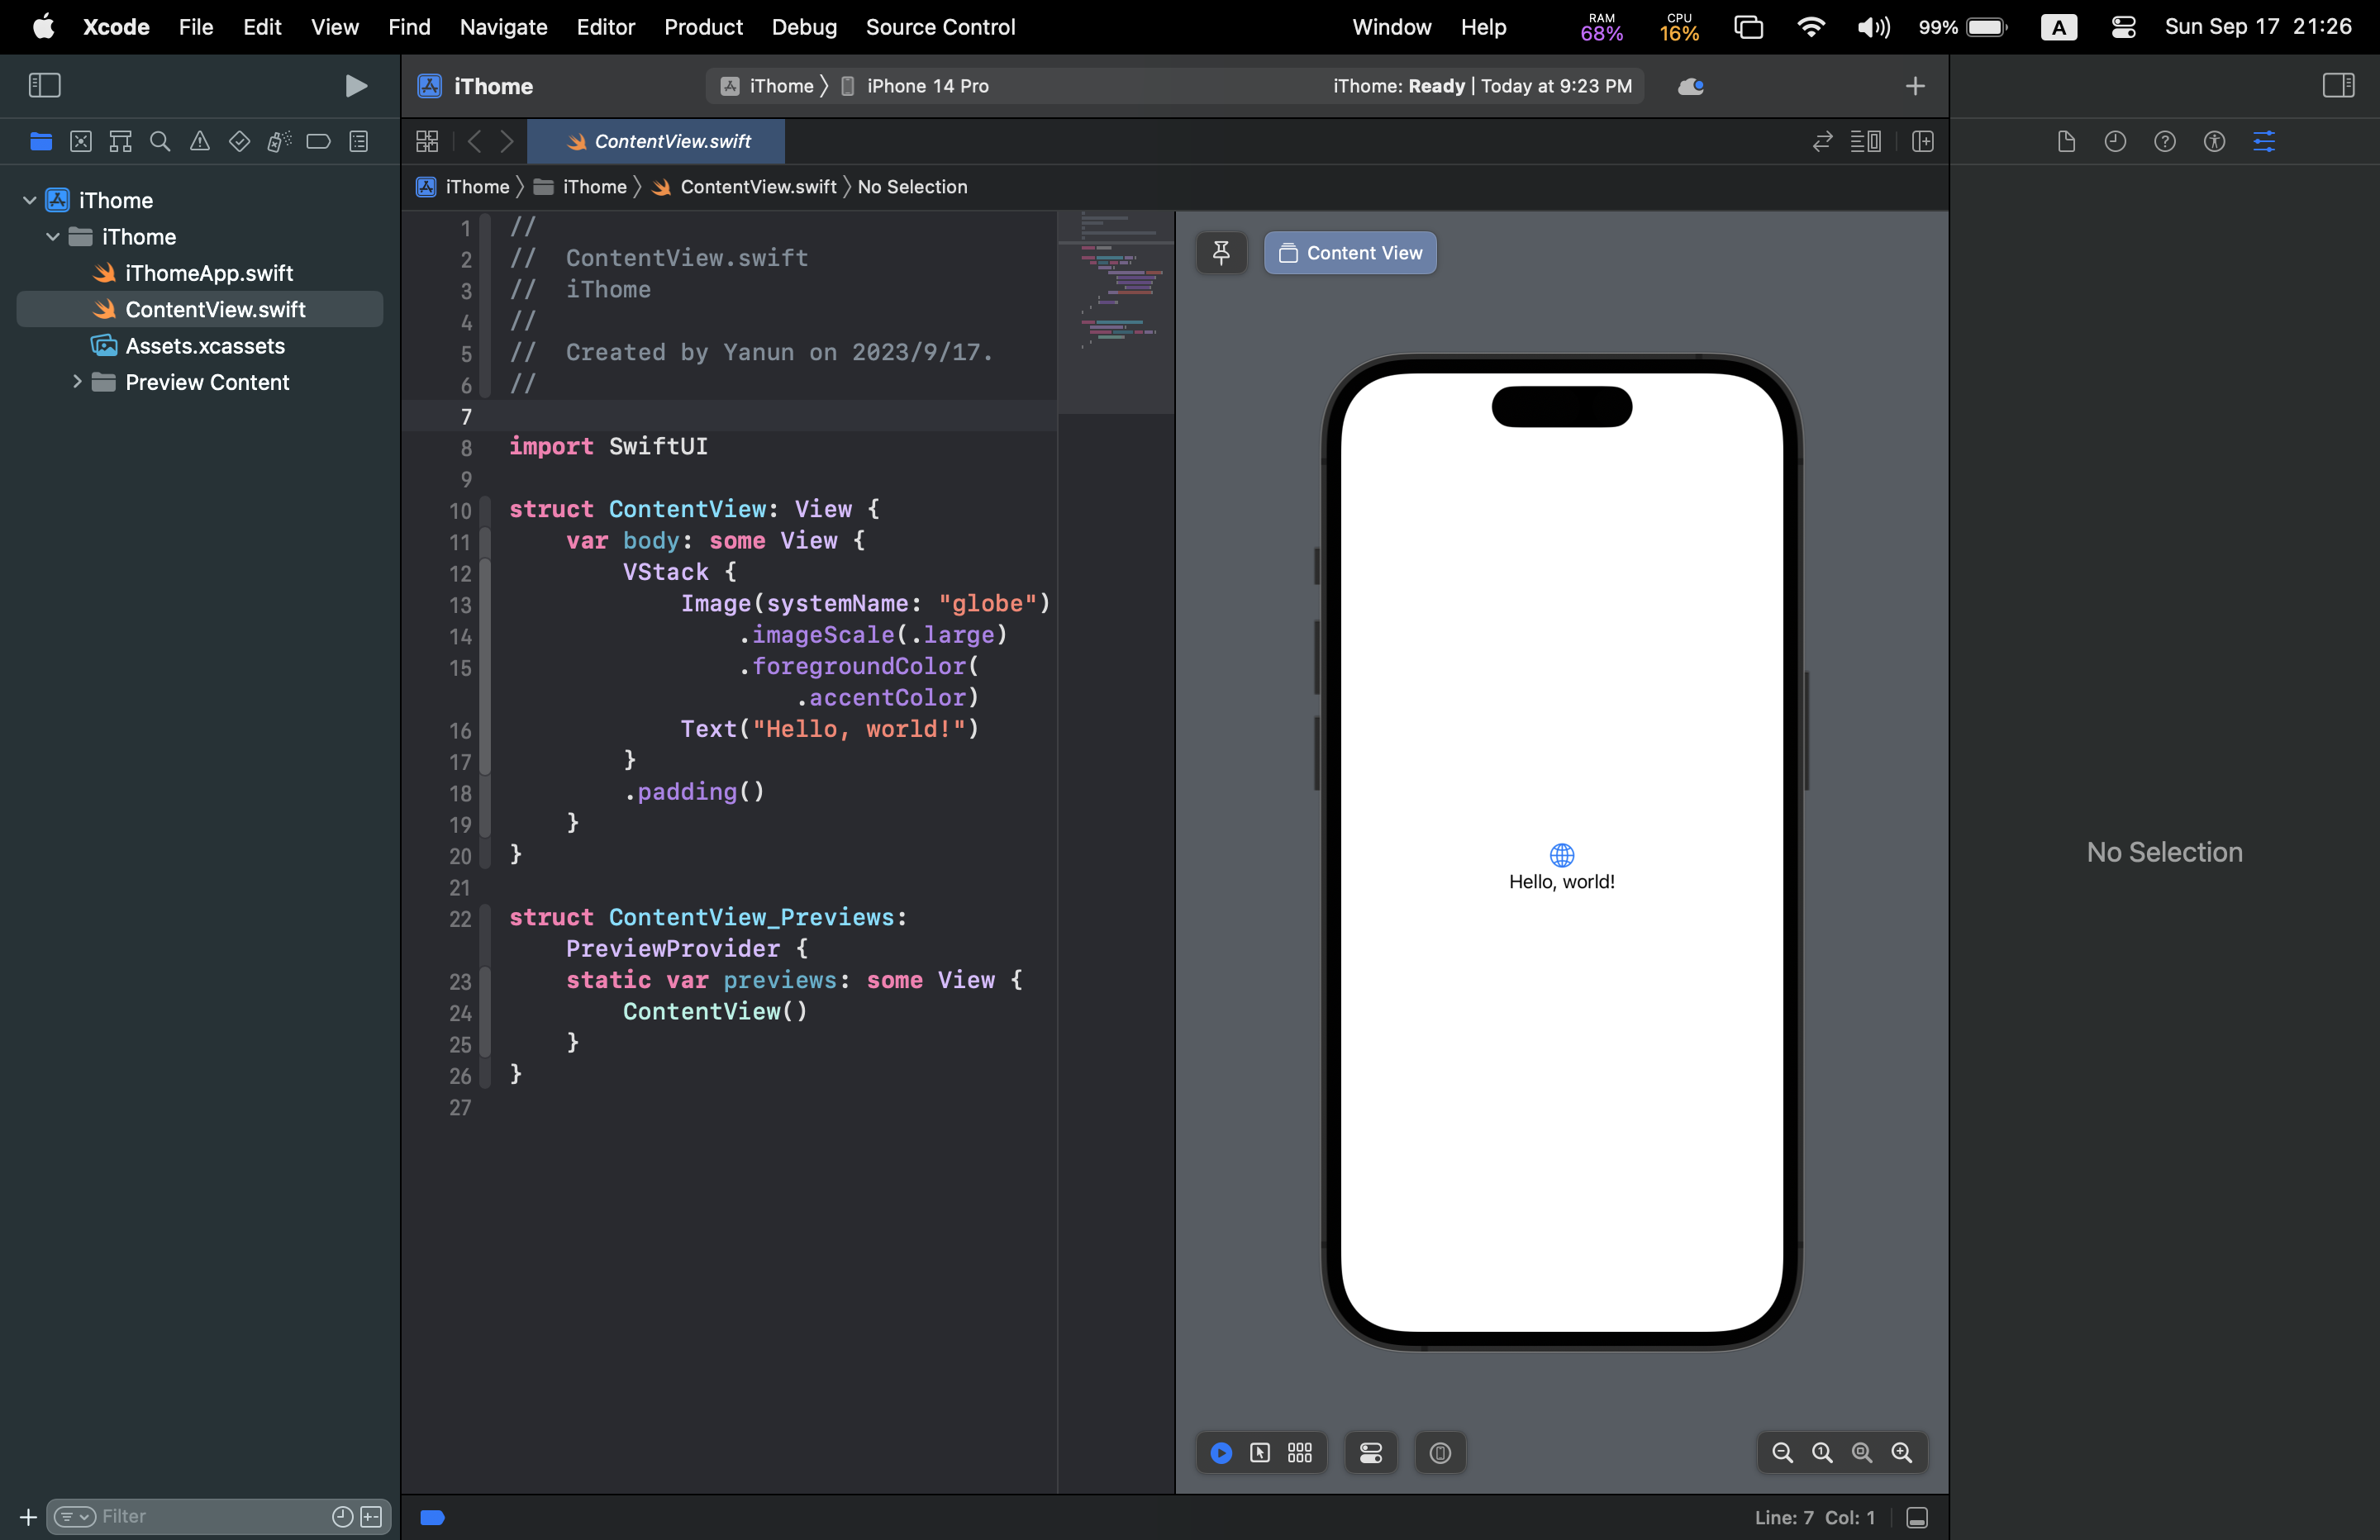 Xcode File Edit View Find Navigate Editor Product Debug Source Control Window Help RAM 68% CPU 16% 99% A Sun Sep 17 21:26
iThome
iThome 〉 iPhone 14 Pro
iThome: Ready | Today at 9:23 PM
ContentView.swift
iThome 〉 iThome 〉 ContentView.swift 〉 No Selection
iThome
iThome
iThomeApp.swift
ContentView.swift
Assets.xcassets
Preview Content
1 //
2 //  ContentView.swift
3 //  iThome
4 //
5 //  Created by Yanun on 2023/9/17.
6 //
7
8 import SwiftUI
9
10 struct ContentView: View {
11     var body: some View {
12         VStack {
13             Image(systemName: "globe")
14                 .imageScale(.large)
15                 .foregroundColor(
                    .accentColor)
16             Text("Hello, world!")
17         }
18         .padding()
19     }
20 }
21
22 struct ContentView_Previews:
    PreviewProvider {
23     static var previews: some View {
24         ContentView()
25     }
26 }
27
Content View
Hello, world!
No Selection
Filter
Line: 7 Col: 1